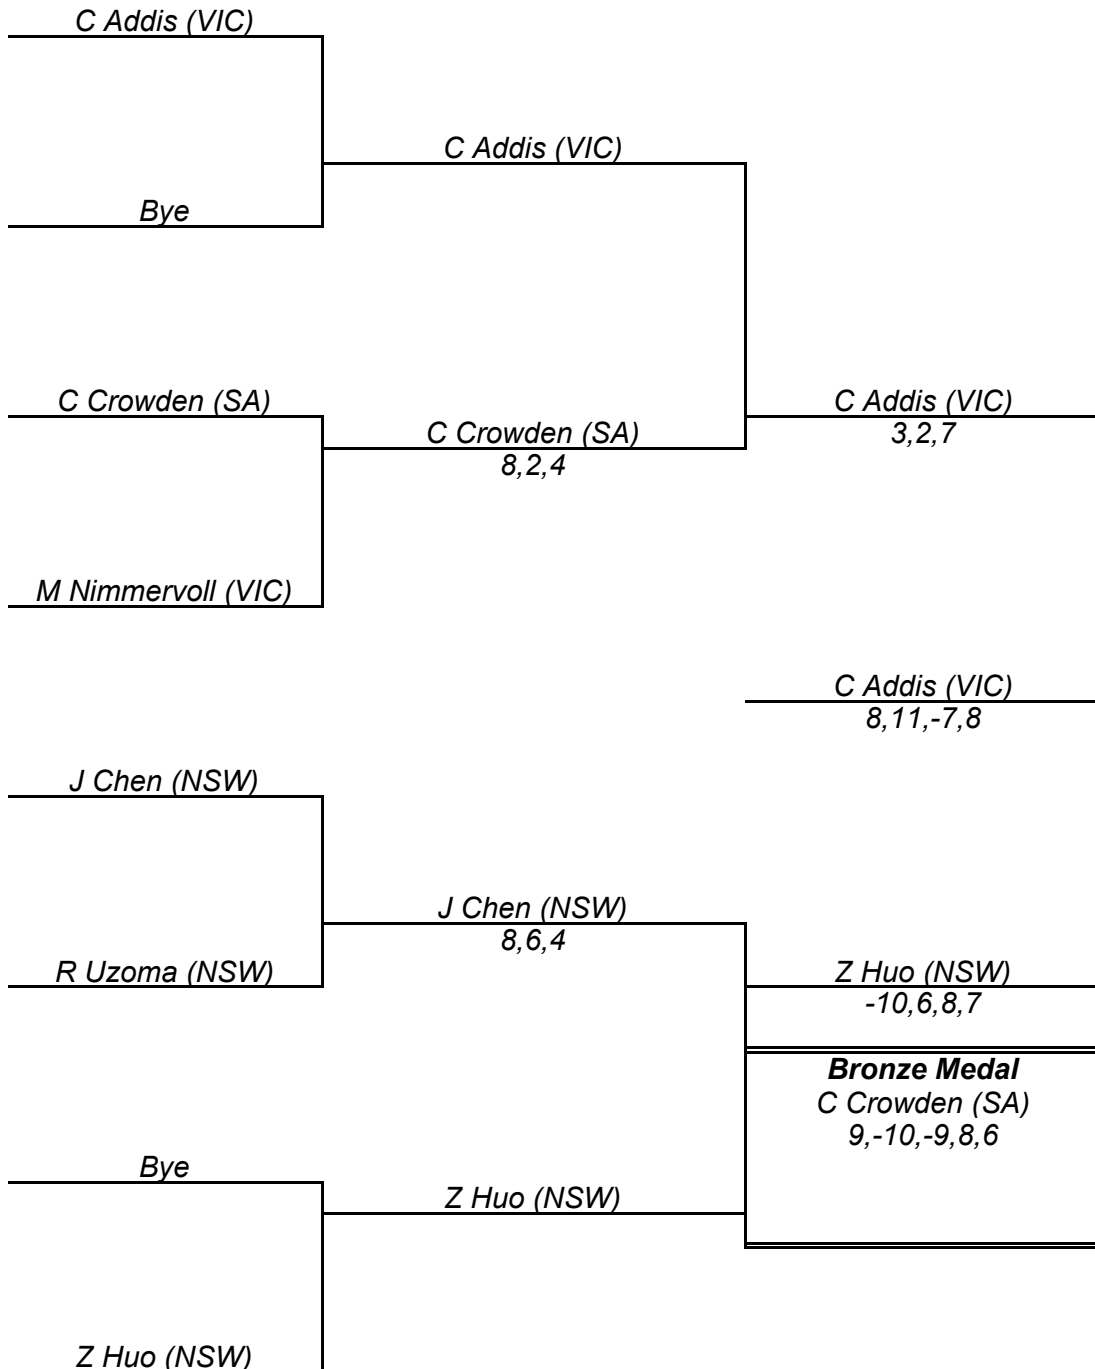 C Addis (VIC)
C Addis (VIC)
Bye
C Crowden (SA)
C Addis (VIC)
C Crowden (SA)
3,2,7
8,2,4
M Nimmervoll (VIC)
C Addis (VIC)
8,11,-7,8
J Chen (NSW)
J Chen (NSW)
8,6,4
R Uzoma (NSW)
Z Huo (NSW)
-10,6,8,7
Bronze Medal
C Crowden (SA)
9,-10,-9,8,6
Bye
Z Huo (NSW)
Z Huo (NSW)